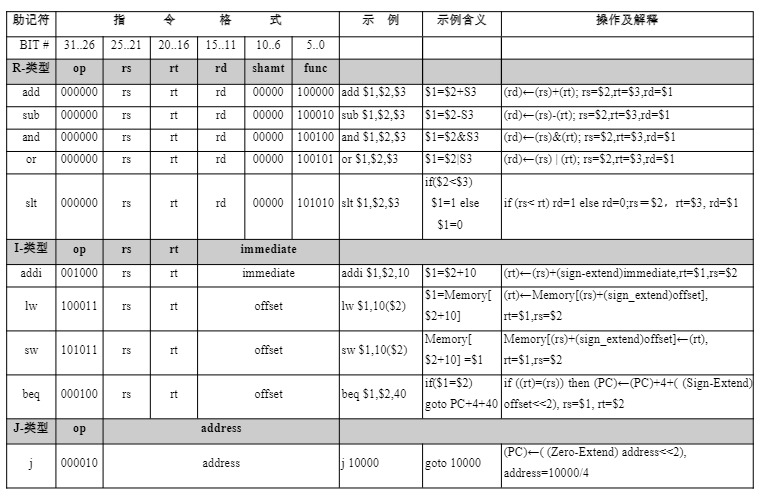 助记符 指 令 格 式 示 例 示例含义 操作及解释
BIT # 31..26 25..21 20..16 15..11 10..6 5..0
R-类型 op rs rt rd shamt func
add 000000 rs rt rd 00000 100000 add $1,$2,$3 $1=$2+S3 (rd)←(rs)+(rt); rs=$2,rt=$3,rd=$1
sub 000000 rs rt rd 00000 100010 sub $1,$2,$3 $1=$2-S3 (rd)←(rs)-(rt); rs=$2,rt=$3,rd=$1
and 000000 rs rt rd 00000 100100 and $1,$2,$3 $1=$2&S3 (rd)←(rs)&(rt); rs=$2,rt=$3,rd=$1
or 000000 rs rt rd 00000 100101 or $1,$2,$3 $1=$2|S3 (rd)←(rs) | (rt); rs=$2,rt=$3,rd=$1
slt 000000 rs rt rd 00000 101010 slt $1,$2,$3 if($2<$3)
$1=1 else
$1=0
if (rs< rt) rd=1 else rd=0;rs＝$2，rt=$3, rd=$1
I-类型 op rs rt immediate
addi 001000 rs rt immediate addi $1,$2,10 $1=$2+10 (rt)←(rs)+(sign-extend)immediate,rt=$1,rs=$2
lw 100011 rs rt offset lw $1,10($2) $1=Memory[
$2+10]
(rt)←Memory[(rs)+(sign_extend)offset],
rt=$1,rs=$2
sw 101011 rs rt offset sw $1,10($2) Memory[
$2+10] =$1
Memory[(rs)+(sign_extend)offset]←(rt),
rt=$1,rs=$2
beq 000100 rs rt offset beq $1,$2,40 if($1=$2)
goto PC+4+40
if ((rt)=(rs)) then (PC)←(PC)+4+( (Sign-Extend)
offset<<2), rs=$1, rt=$2
J-类型 op address
j 000010 address j 10000 goto 10000 (PC)←( (Zero-Extend) address<<2),
address=10000/4